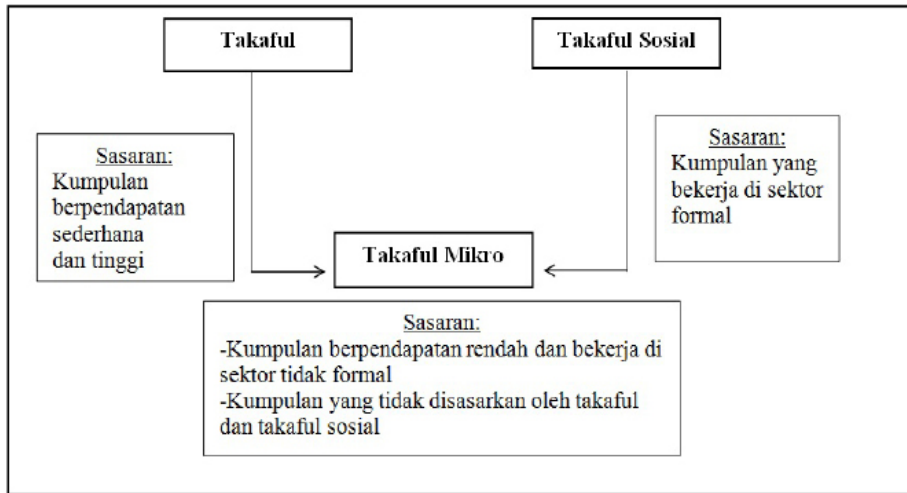 Takaful
Takaful Sosial
Sasaran:
Kumpulan
berpendapatan
sederhana
dan tinggi
Sasaran:
Kumpulan yang
bekerja di sektor
formal
Takaful Mikro
Sasaran:
-Kumpulan berpendapatan rendah dan bekerja di
sektor tidak formal
-Kumpulan yang tidak disasarkan oleh takaful
dan takaful sosial